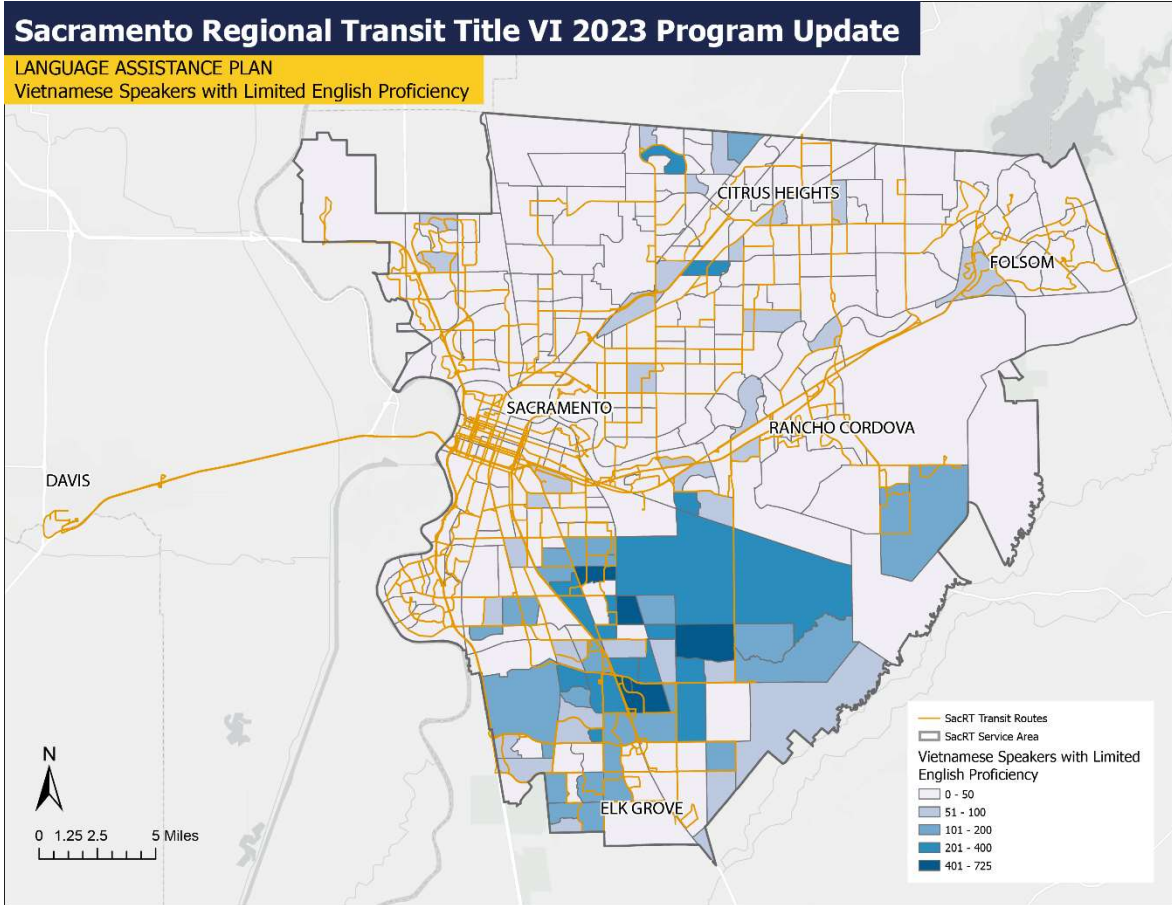 Sacramento Regional Transit Title VI 2023 Program Update
LANGUAGE ASSISTANCE PLAN
Vietnamese Speakers with Limited English Proficiency
CITRUS HEIGHTS
FOLSOM
SACRAMENTO
RANCHO CORDOVA
DAVIS
ELK GROVE
N
0 1.25 2.5 5 Miles
SacRT Transit Routes
SacRT Service Area
Vietnamese Speakers with Limited
English Proficiency
0 - 50
51 - 100
101 - 200
201 - 400
401 - 725